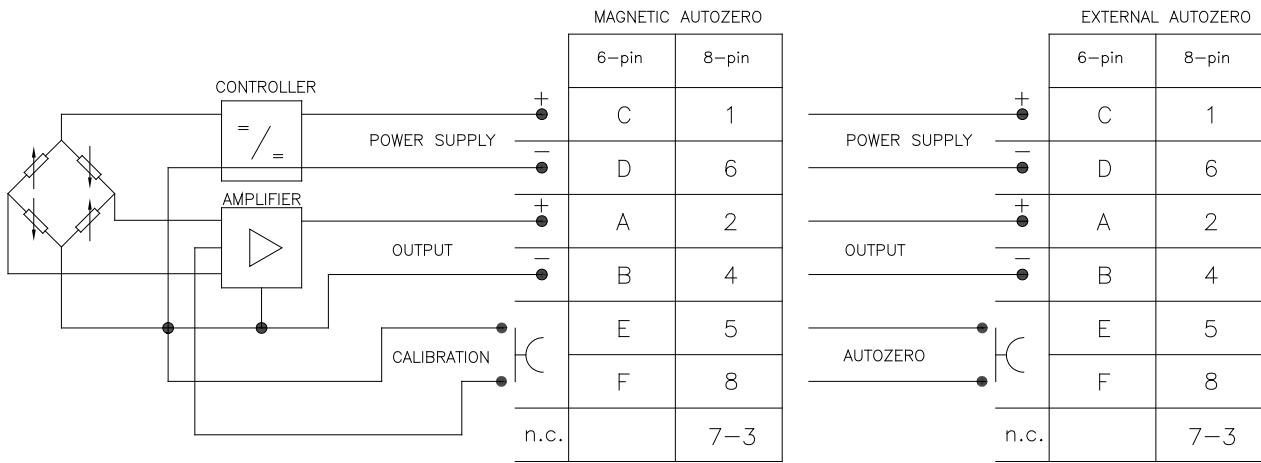 MAGNETIC AUTOZERO
EXTERNAL AUTOZERO
6-pin 8-pin
6-pin 8-pin
CONTROLLER
= / =
+ C 1
+ C 1
POWER SUPPLY
POWER SUPPLY
− D 6
− D 6
AMPLIFIER
+ A 2
+ A 2
OUTPUT
OUTPUT
− B 4
− B 4
E 5
E 5
CALIBRATION
AUTOZERO
F 8
F 8
n.c. 7-3
n.c. 7-3